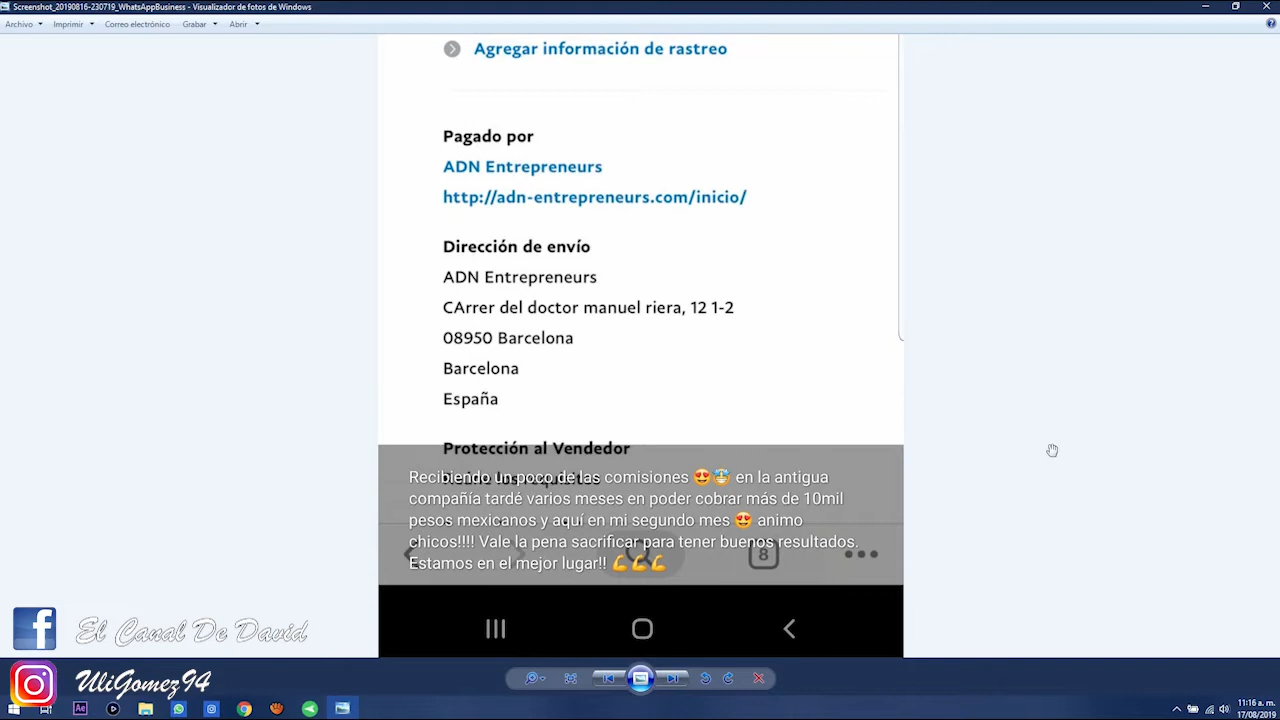 Screenshot_20190816-230719_WhatsAppBusiness - Visualizador de fotos de Windows
Archivo Imprimir Correo electrónico Grabar Abrir
Agregar información de rastreo
Pagado por
ADN Entrepreneurs
http://adn-entrepreneurs.com/inicio/
Dirección de envío
ADN Entrepreneurs
CArrer del doctor manuel riera, 12 1-2
08950 Barcelona
Barcelona
España
Protección al Vendedor
Recibiendo un poco de las comisiones 😍🤠 en la antigua
compañía tardé varios meses en poder cobrar más de 10mil
pesos mexicanos y aquí en mi segundo mes 😍 animo
chicos!!!! Vale la pena sacrificar para tener buenos resultados.
Estamos en el mejor lugar!! 💪💪💪
8
El Canal De David
UliGomez94
11:16 a. m.
17/08/2019